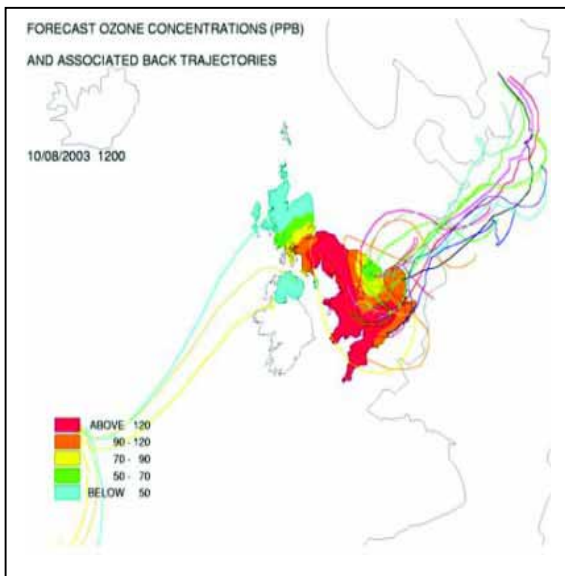 FORECAST OZONE CONCENTRATIONS (PPB)
AND ASSOCIATED BACK TRAJECTORIES
10/08/2003 1200
ABOVE 120
90 - 120
70 - 90
50 - 70
BELOW 50